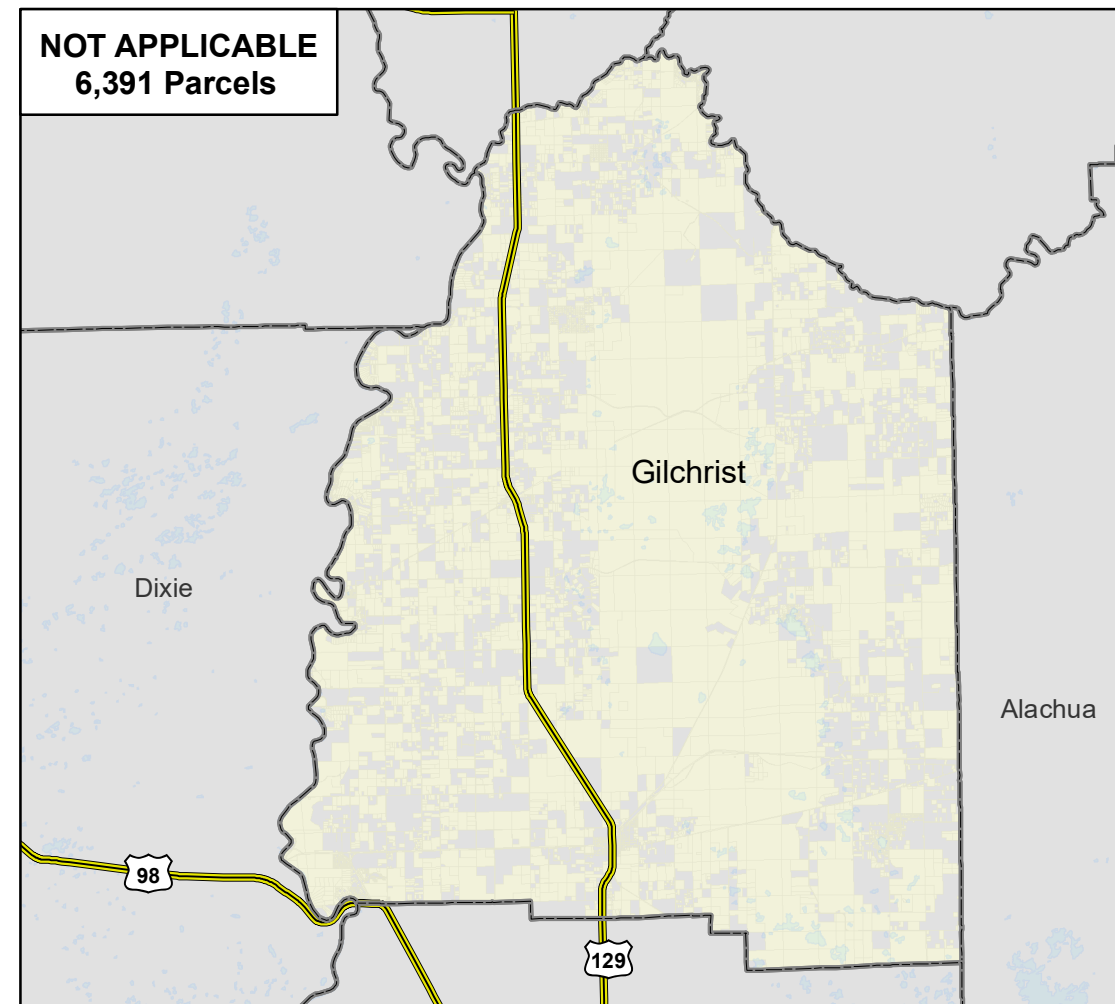 NOT APPLICABLE
6,391 Parcels
Gilchrist
Dixie
Alachua
98
129